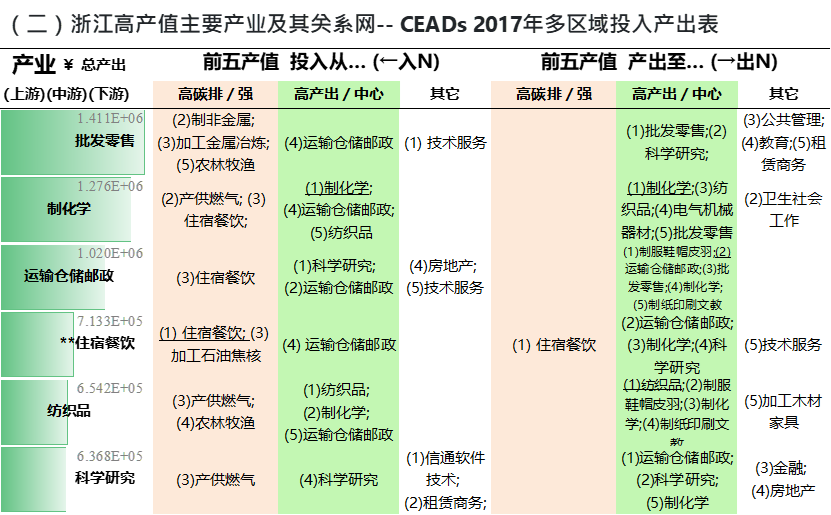 （二）浙江高产值主要产业及其关系网-- CEADs 2017年多区域投入产出表
产业 ¥ 总产出
前五产值 投入从... (←入N)
前五产值 产出至... (→出N)
(上游)(中游)(下游)
高碳排 / 强
高产出 / 中心
其它
高碳排 / 强
高产出 / 中心
其它
1.411E+06
批发零售
(2)制非金属;
(3)加工金属冶炼;
(5)农林牧渔
(4)运输仓储邮政
(1) 技术服务
(1)批发零售;(2)
科学研究;
(3)公共管理;
(4)教育;(5)租
赁商务
1.276E+06
制化学
(2)产供燃气; (3)
住宿餐饮;
(1)制化学;
(4)运输仓储邮政;
(5)纺织品
(1)制化学;(3)纺
织品;(4)电气机械
器材;(5)批发零售
(2)卫生社会
工作
1.020E+06
运输仓储邮政
(3)住宿餐饮
(1)科学研究;
(2)运输仓储邮政
(4)房地产;
(5)技术服务
(1)制服鞋帽皮羽;(2)
运输仓储邮政;(3)批
发零售;(4)制化学;
(5)制纸印刷文教
7.133E+05
**住宿餐饮
(1) 住宿餐饮; (3)
加工石油焦核
(4) 运输仓储邮政
(1) 住宿餐饮
(2)运输仓储邮政;
(3)制化学;(4)科
学研究
(5)技术服务
6.542E+05
纺织品
(3)产供燃气;
(4)农林牧渔
(1)纺织品;
(2)制化学;
(5)运输仓储邮政
(1)纺织品;(2)制服
鞋帽皮羽;(3)制化
学;(4)制纸印刷文
教
(5)加工木材
家具
6.368E+05
科学研究
(3)产供燃气
(4)科学研究
(1)信通软件
技术;
(2)租赁商务;
(1)运输仓储邮政;
(2)科学研究;
(5)制化学
(3)金融;
(4)房地产